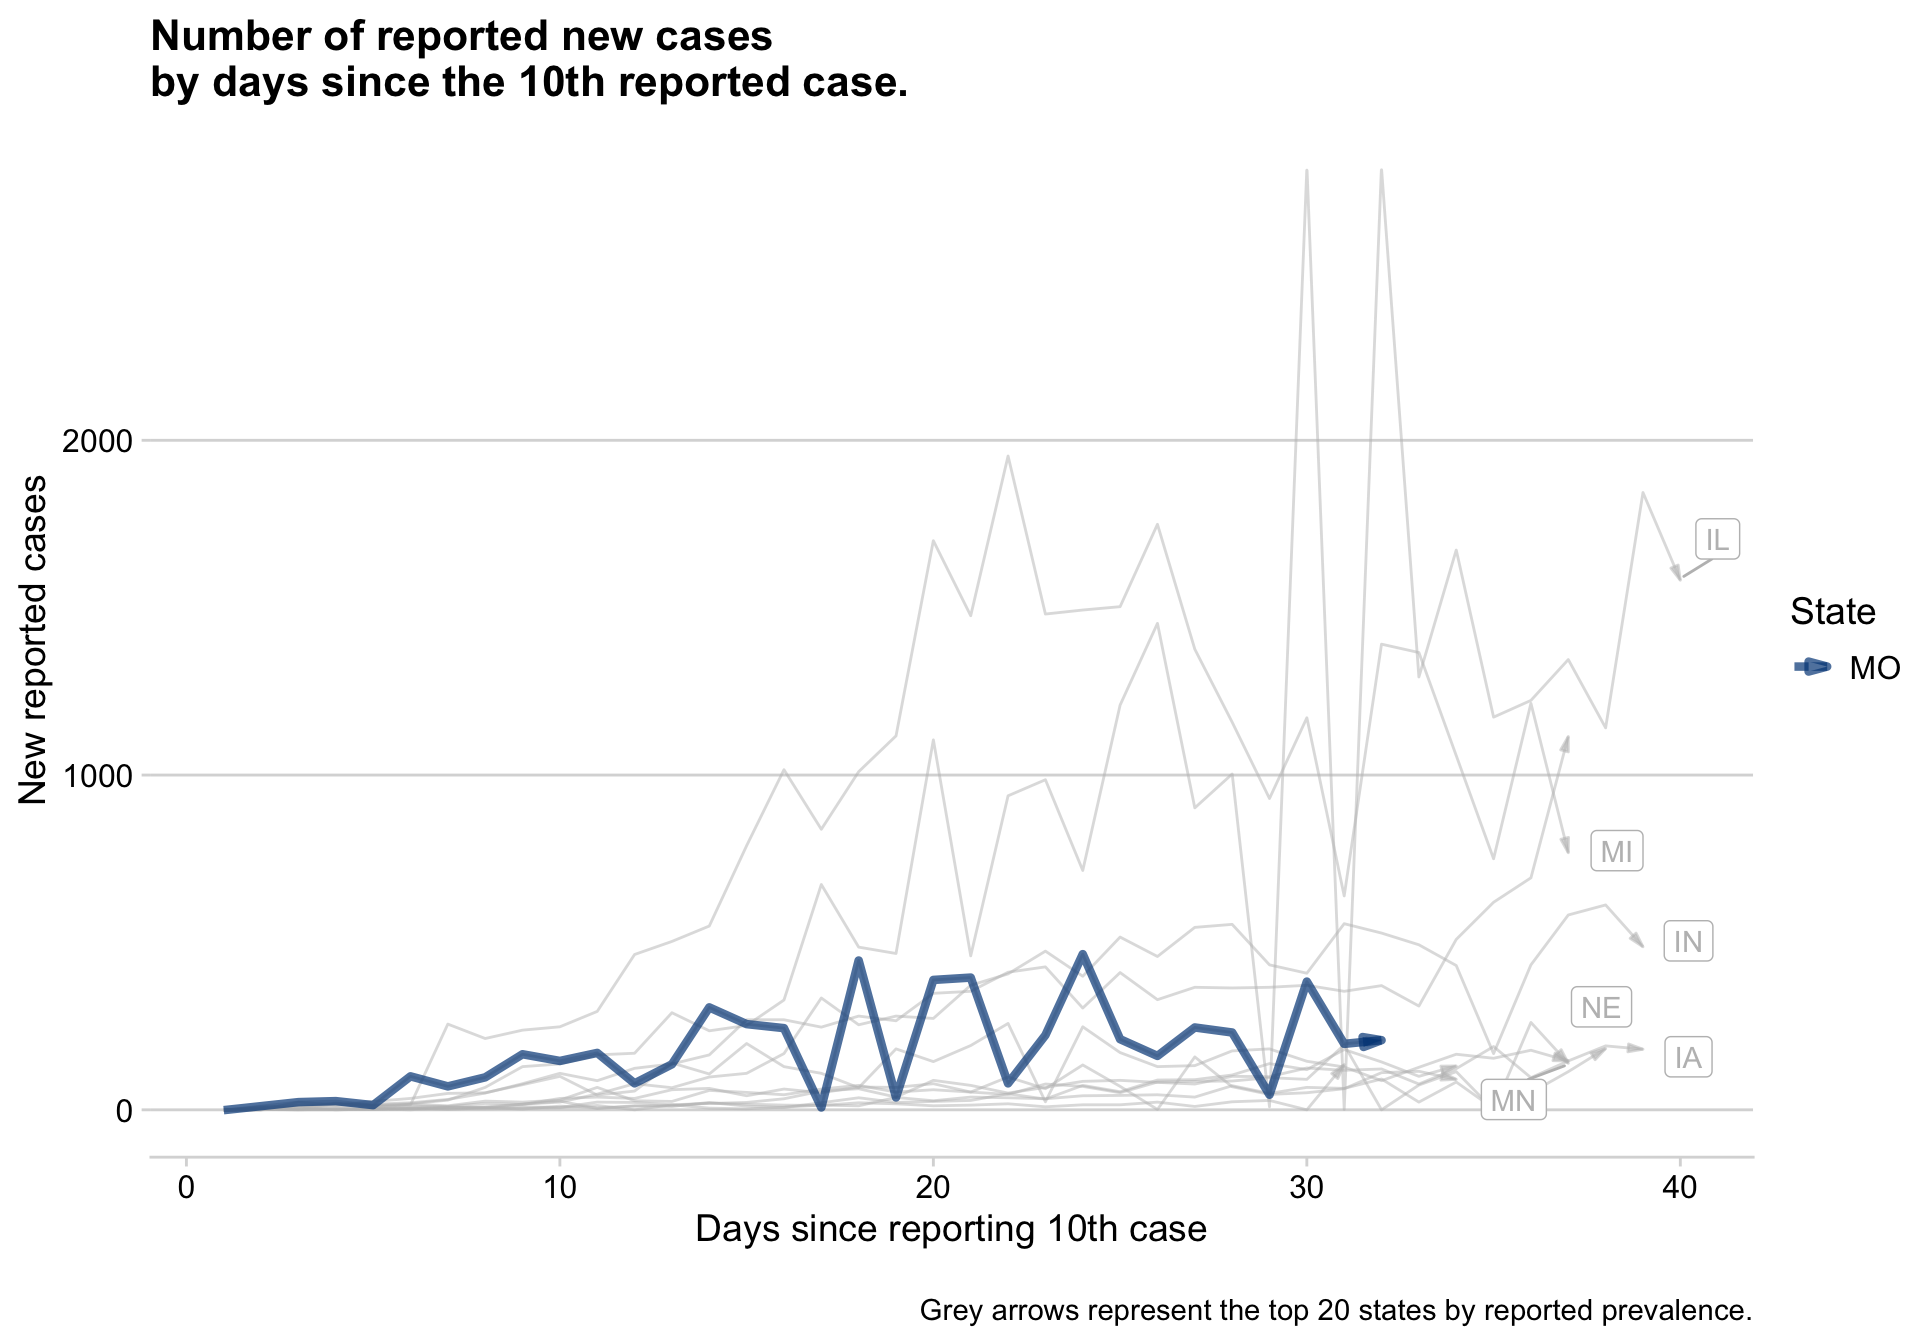 Number of reported new cases
by days since the 10th reported case.
New reported cases
2000
1000
0
IL
MI
IN
NE
IA
MN
State
MO
0 10 20 30 40
Days since reporting 10th case
Grey arrows represent the top 20 states by reported prevalence.